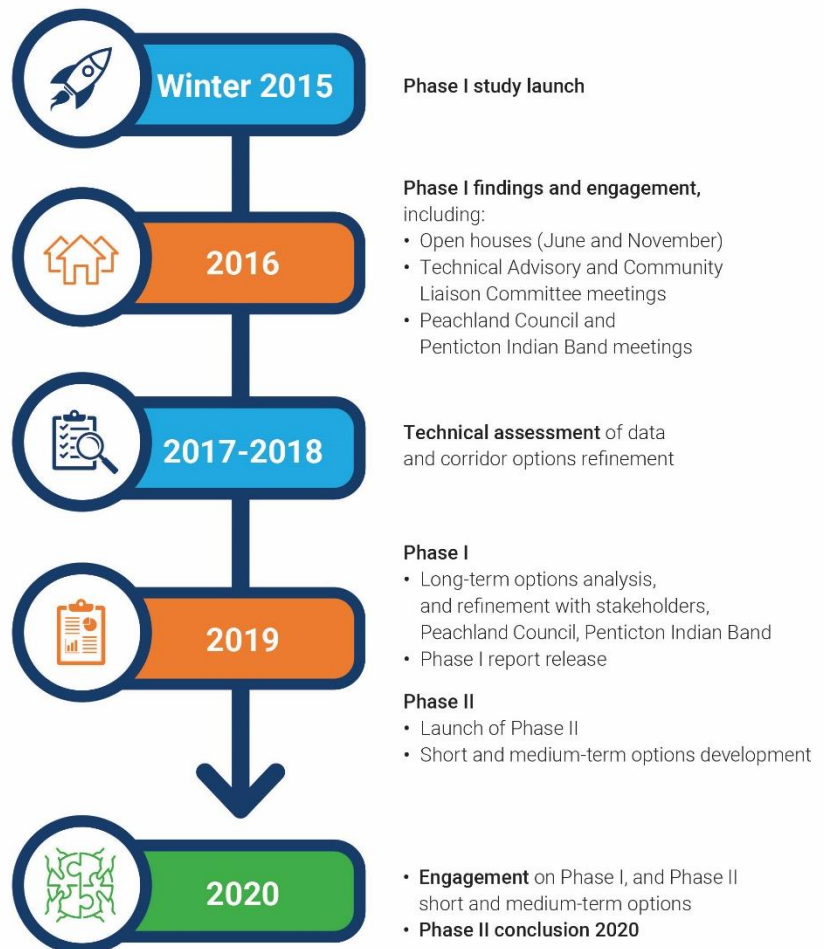 Winter 2015
Phase I study launch
2016
Phase I findings and engagement,
including:
• Open houses (June and November)
• Technical Advisory and Community
Liaison Committee meetings
• Peachland Council and
Penticton Indian Band meetings
2017-2018
Technical assessment of data
and corridor options refinement
2019
Phase I
• Long-term options analysis,
and refinement with stakeholders,
Peachland Council, Penticton Indian Band
• Phase I report release
Phase II
• Launch of Phase II
• Short and medium-term options development
2020
• Engagement on Phase I, and Phase II
short and medium-term options
• Phase II conclusion 2020